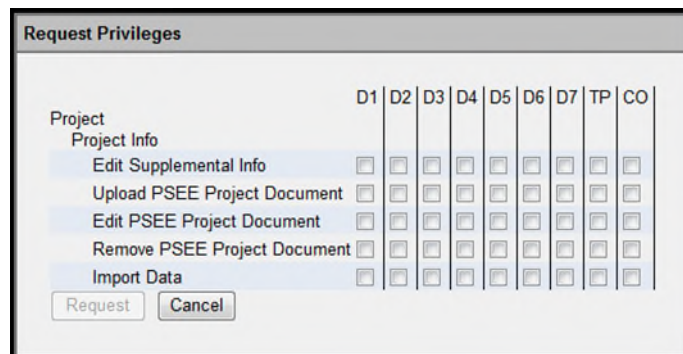 Request Privileges
D1 D2 D3 D4 D5 D6 D7 TP CO
Project
Project Info
Edit Supplemental Info
Upload PSEE Project Document
Edit PSEE Project Document
Remove PSEE Project Document
Import Data
Request Cancel